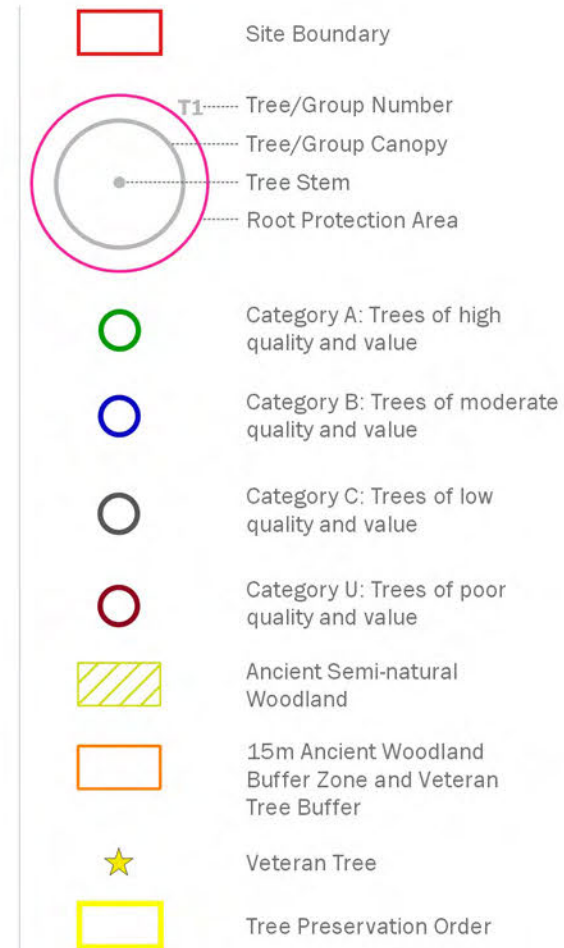 Site Boundary
T1
Tree/Group Number
Tree/Group Canopy
Tree Stem
Root Protection Area
Category A: Trees of high
quality and value
Category B: Trees of moderate
quality and value
Category C: Trees of low
quality and value
Category U: Trees of poor
quality and value
Ancient Semi-natural
Woodland
15m Ancient Woodland
Buffer Zone and Veteran
Tree Buffer
Veteran Tree
Tree Preservation Order